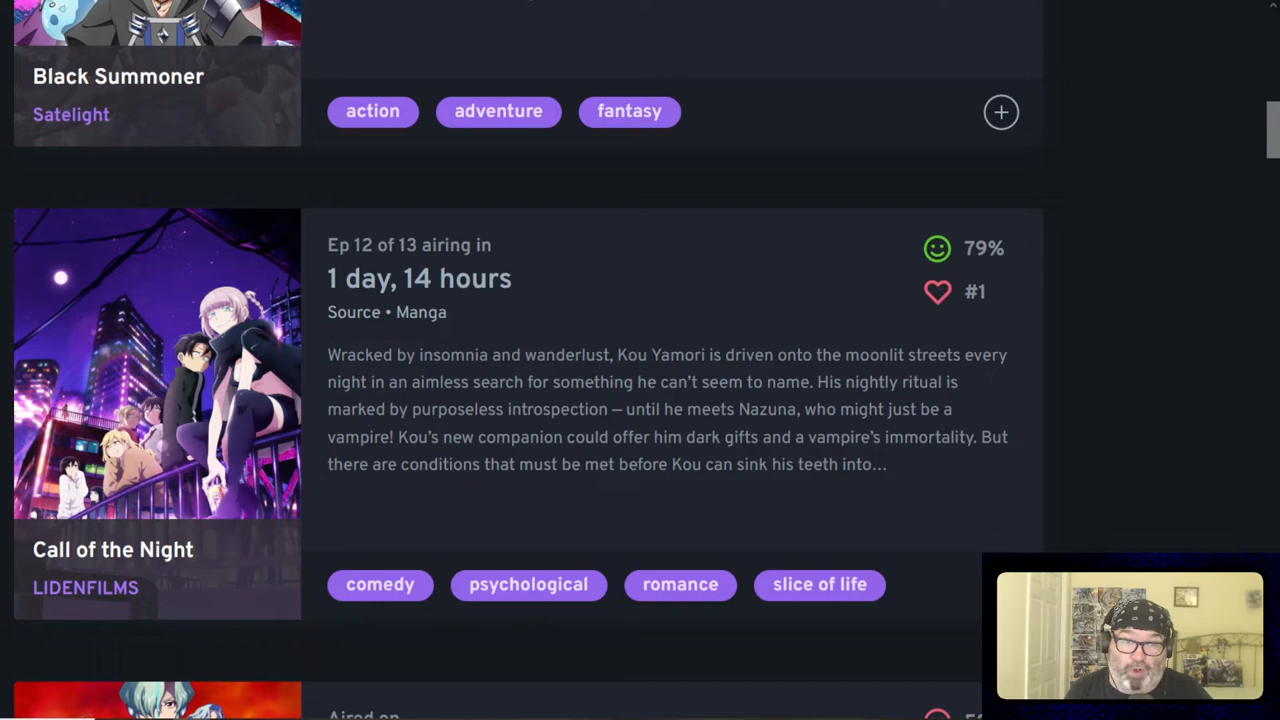 Black Summoner
Satelight
action adventure fantasy
Ep 12 of 13 airing in
79%
1 day, 14 hours
#1
Source • Manga
Wracked by insomnia and wanderlust, Kou Yamori is driven onto the moonlit streets every
night in an aimless search for something he can't seem to name. His nightly ritual is
marked by purposeless introspection — until he meets Nazuna, who might just be a
vampire! Kou's new companion could offer him dark gifts and a vampire's immortality. But
there are conditions that must be met before Kou can sink his teeth into…
Call of the Night
LIDENFILMS
comedy psychological romance slice of life
Aired on